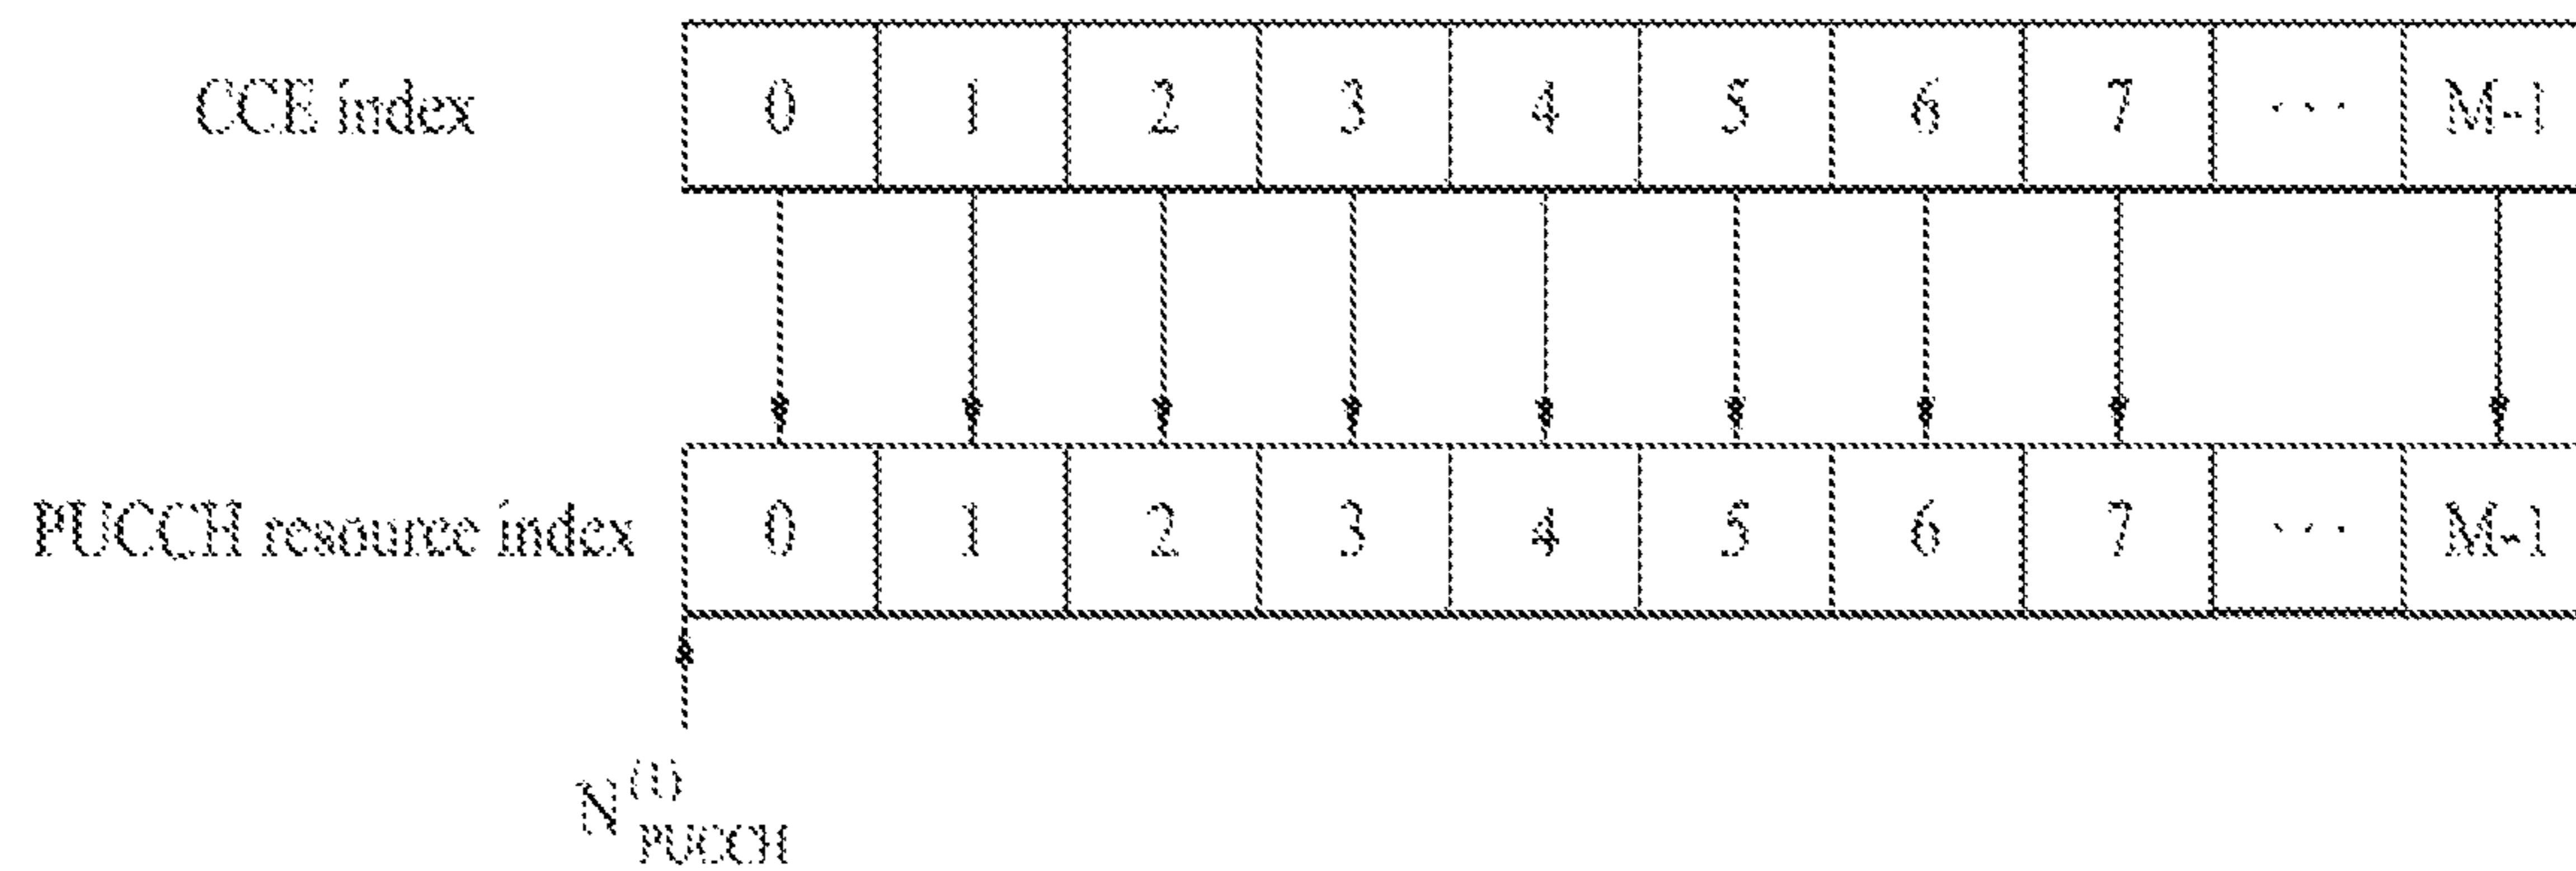 CCE index 0 1 2 3 4 5 6 7 ... M-1
PUCCH resource index 0 1 2 3 4 5 6 7 ... M-1
N^{(1)}_{PUCCH}